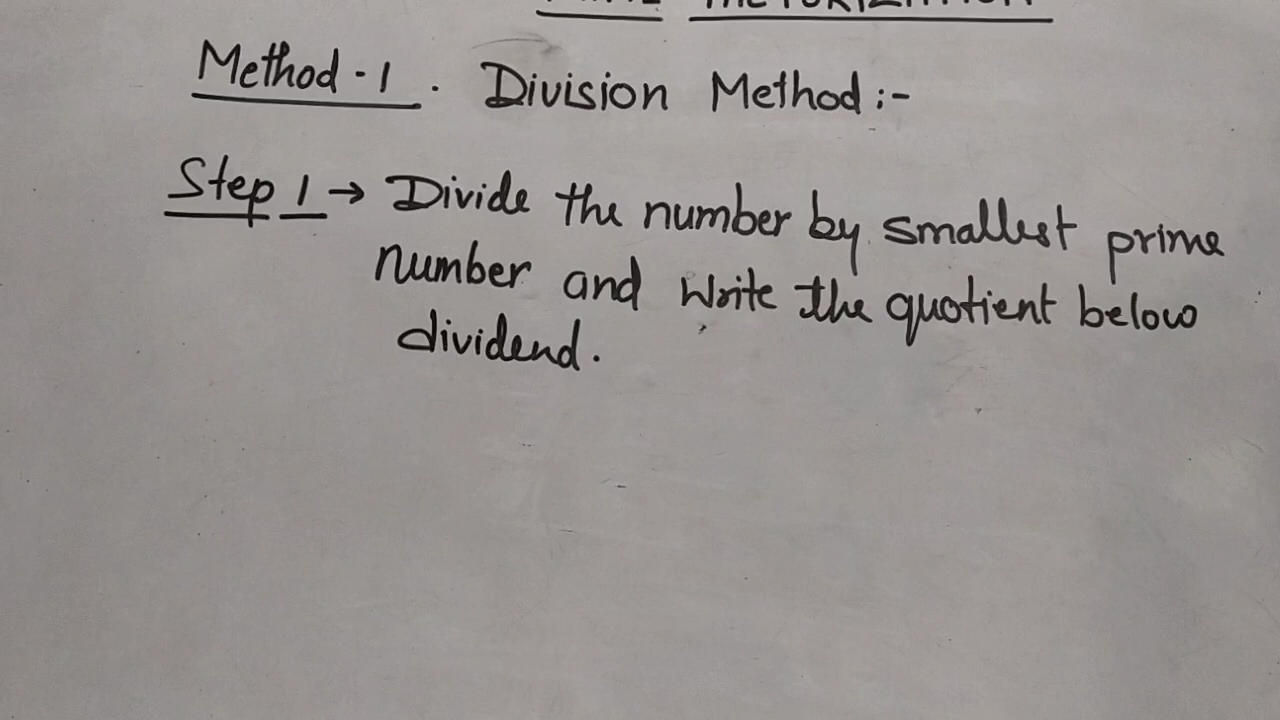 FACTORIZATION
Method-1. Division Method:-
Step 1 → Divide the number by smallest prime
number and write the quotient below
dividend.